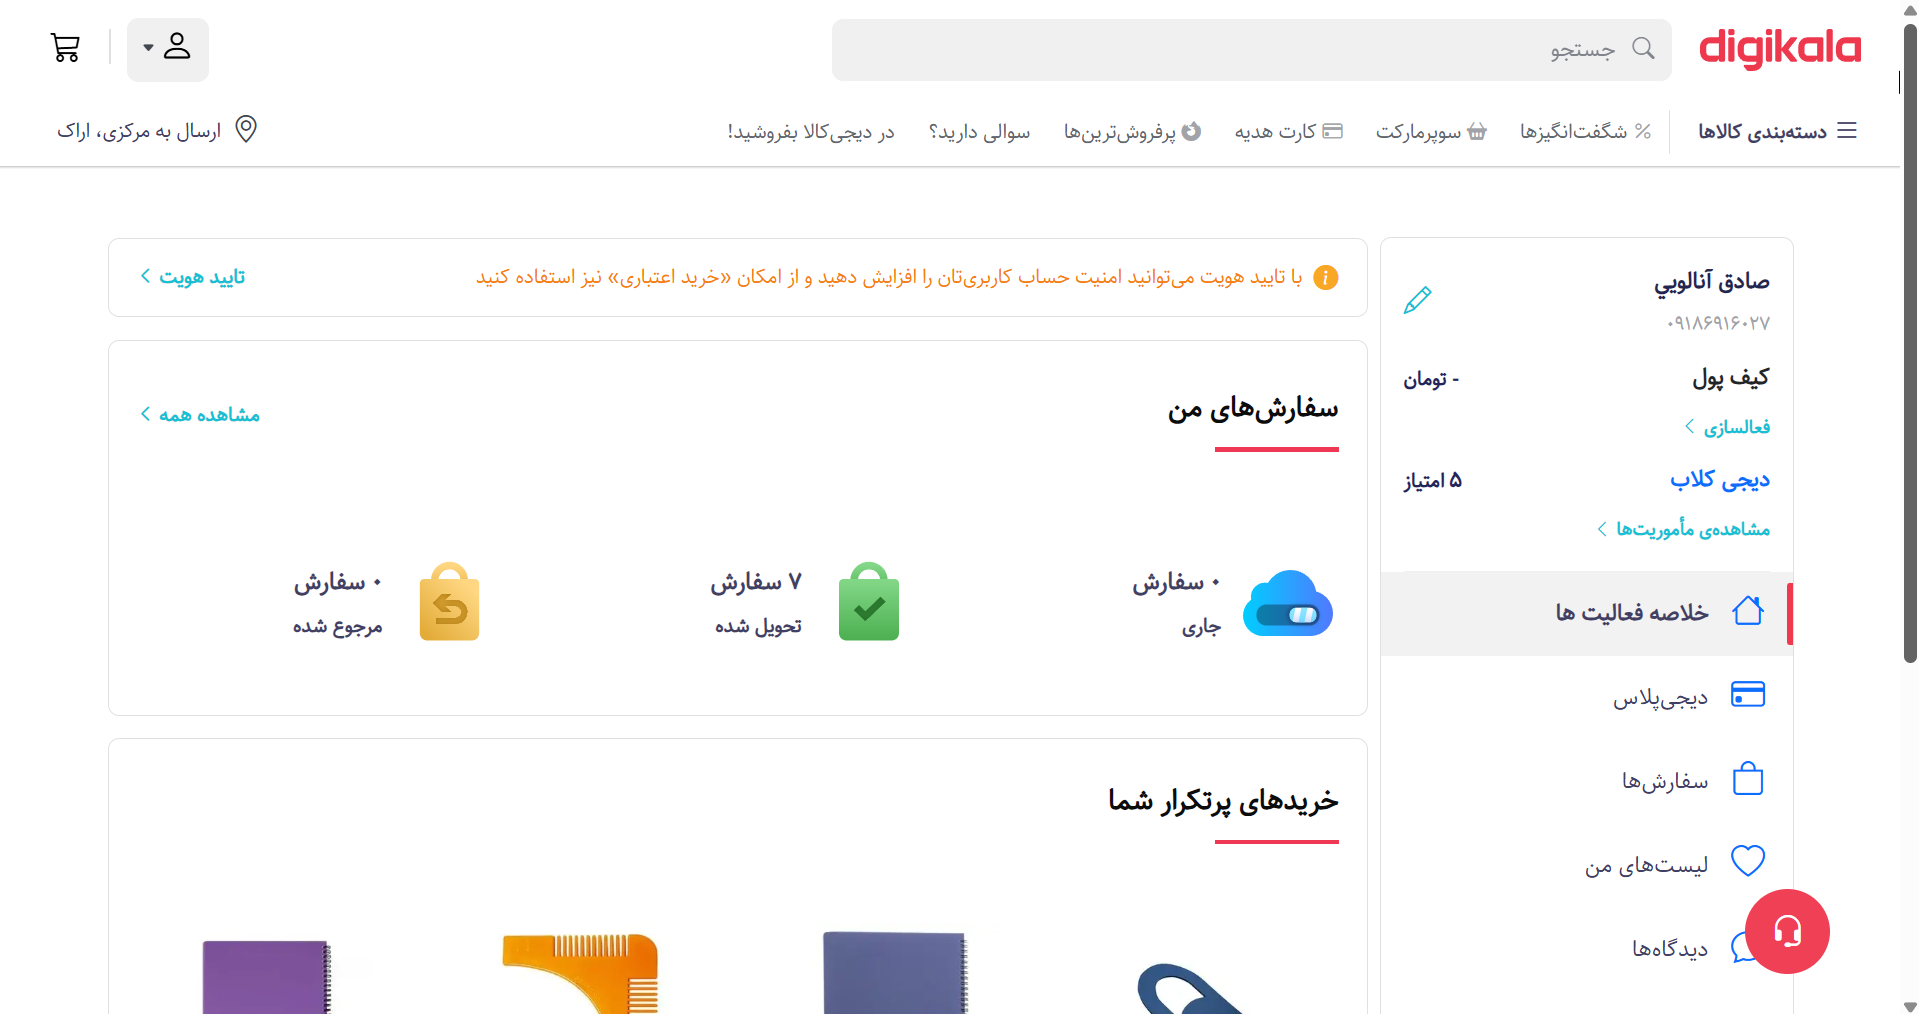 digikala
جستجو
دسته‌بندی کالاها
شگفت‌انگیزها
سوپرمارکت
کارت هدیه
پرفروش‌ترین‌ها
سوالی دارید؟
در دیجی‌کالا بفروشید!
ارسال به مرکزی، اراک
صادق آنالويي
۰۹۱۸۶۹۱۶۰۲۷
کیف پول
- تومان
فعالسازی
دیجی کلاب
۵ امتیاز
مشاهده‌ی مأموریت‌ها
خلاصه فعالیت ها
دیجی‌پلاس
سفارش‌ها
لیست‌های من
دیدگاه‌ها
با تایید هویت می‌توانید امنیت حساب کاربری‌تان را افزایش دهید و از امکان «خرید اعتباری» نیز استفاده کنید
تایید هویت
سفارش‌های من
مشاهده همه
۰ سفارش
جاری
۷ سفارش
تحویل شده
۰ سفارش
مرجوع شده
خریدهای پرتکرار شما